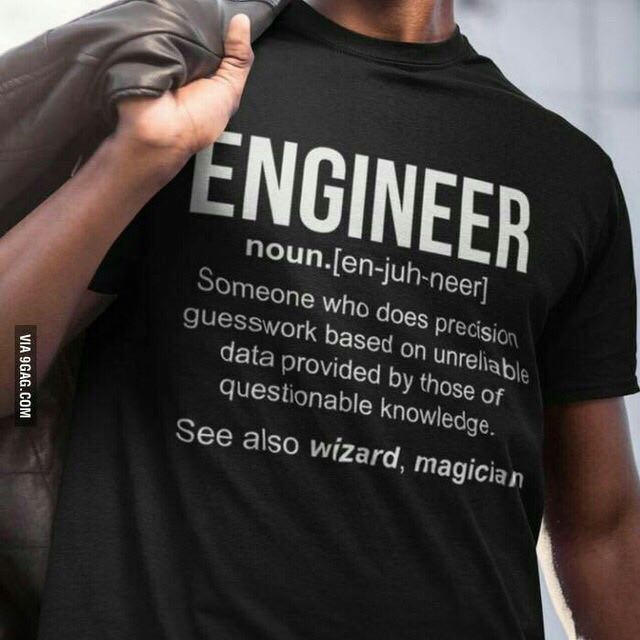 ENGINEER
noun.[en-juh-neer]
Someone who does precision
guesswork based on unreliable
data provided by those of
questionable knowledge.
See also wizard, magician
VIA 9GAG.COM